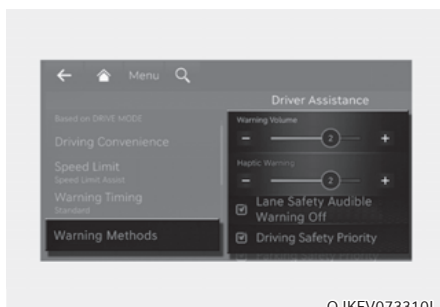 Menu
Driver Assistance
Based on DRIVE MODE
Driving Convenience
Speed Limit
Speed Limit Assist
Warning Timing
Standard
Warning Methods
Warning Volume
- 2 +
Haptic Warning
- 2 +
Lane Safety Audible
Warning Off
Driving Safety Priority